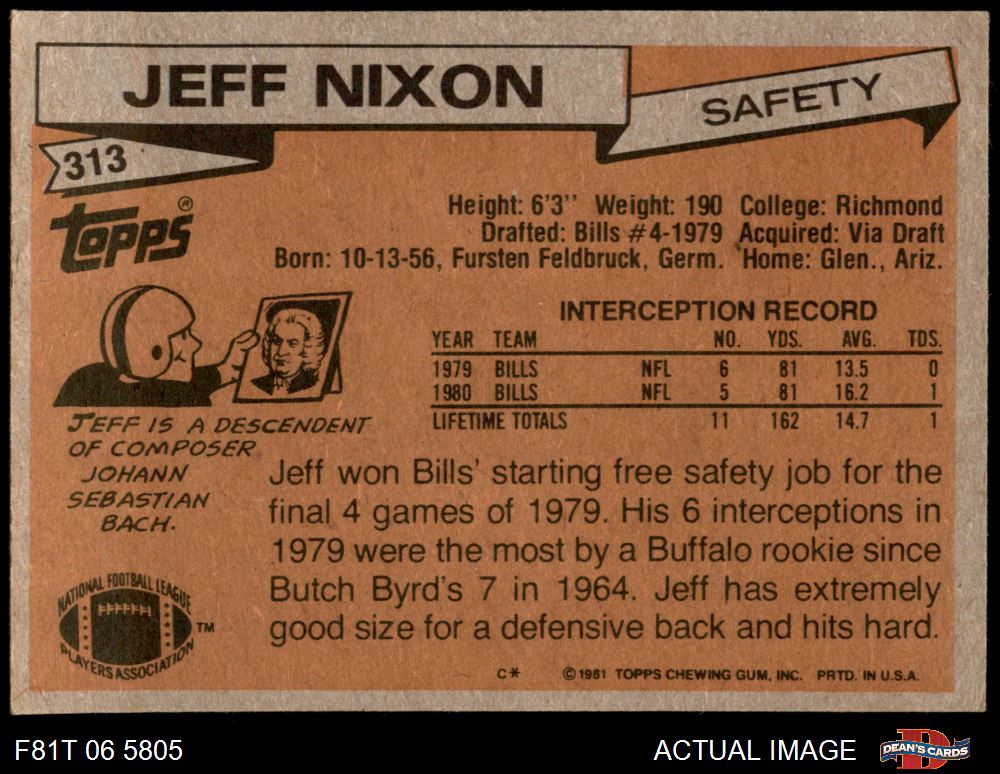 JEFF NIXON
SAFETY
313
TOPPS®
Height: 6'3" Weight: 190 College: Richmond
Drafted: Bills #4-1979 Acquired: Via Draft
Born: 10-13-56, Fursten Feldbruck, Germ. Home: Glen., Ariz.
INTERCEPTION RECORD
YEAR TEAM NO. YDS. AVG. TDS.
1979 BILLS NFL 6 81 13.5 0
1980 BILLS NFL 5 81 16.2 1
LIFETIME TOTALS 11 162 14.7 1
JEFF IS A DESCENDENT
OF COMPOSER
JOHANN
SEBASTIAN
BACH.
Jeff won Bills' starting free safety job for the
final 4 games of 1979. His 6 interceptions in
1979 were the most by a Buffalo rookie since
Butch Byrd's 7 in 1964. Jeff has extremely
good size for a defensive back and hits hard.
NATIONAL FOOTBALL LEAGUE
PLAYERS ASSOCIATION
TM
C* ©1981 TOPPS CHEWING GUM, INC. PRTD. IN U.S.A.
F81T 06 5805
ACTUAL IMAGE
D
DEAN'S CARDS